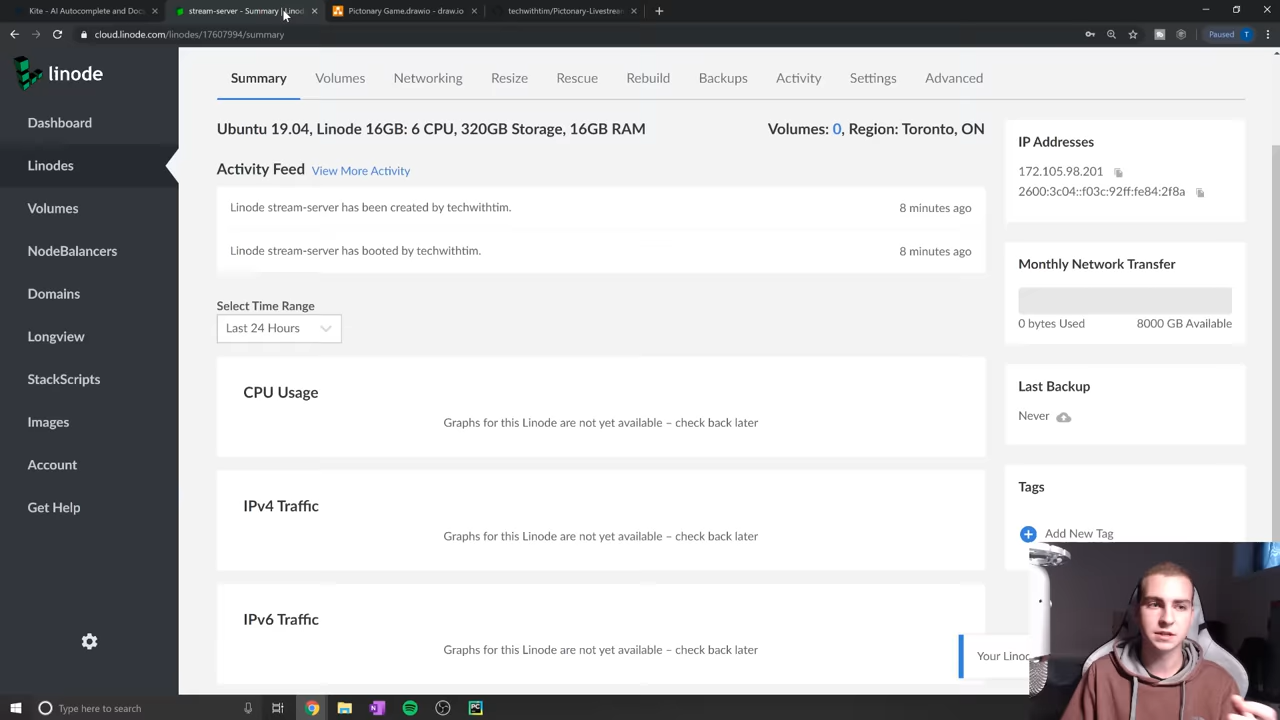 Kite - AI Autocomplete and Docu
stream-server - Summary | Linod
Pictonary Game.drawio - draw.io
techwithtim/Pictonary-Livestream
cloud.linode.com/linodes/17607994/summary
Paused
T
linode
Dashboard
Linodes
Volumes
NodeBalancers
Domains
Longview
StackScripts
Images
Account
Get Help
Summary
Volumes
Networking
Resize
Rescue
Rebuild
Backups
Activity
Settings
Advanced
Ubuntu 19.04, Linode 16GB: 6 CPU, 320GB Storage, 16GB RAM
Volumes: 0, Region: Toronto, ON
Activity Feed View More Activity
Linode stream-server has been created by techwithtim.
8 minutes ago
Linode stream-server has booted by techwithtim.
8 minutes ago
Select Time Range
Last 24 Hours
CPU Usage
Graphs for this Linode are not yet available – check back later
IPv4 Traffic
Graphs for this Linode are not yet available – check back later
IPv6 Traffic
Graphs for this Linode are not yet available – check back later
IP Addresses
172.105.98.201
2600:3c04::f03c:92ff:fe84:2f8a
Monthly Network Transfer
0 bytes Used
8000 GB Available
Last Backup
Never
Tags
Add New Tag
Your Linod
Type here to search
PC